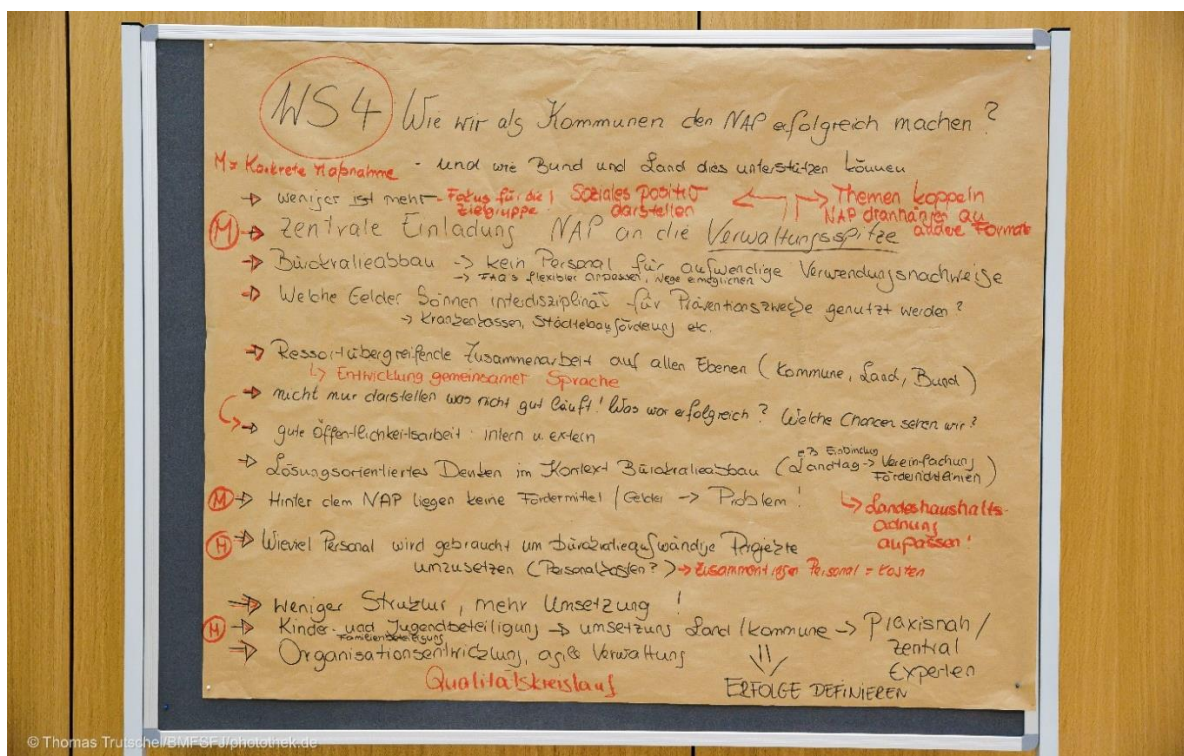 WS4 Wie wir als Kommunen den NAP erfolgreich machen?
M = Konkrete Maßnahme - und wie Bund und Land dies unterstützen können
→ weniger ist mehr - Fokus für die Zielgruppe! Soziales positiv darstellen ← → Themen koppeln
NAP dranhängen an andere Formate
M → Zentrale Einladung NAP an die Verwaltungsspitze
→ Bürokratieabbau → kein Personal für aufwendige Verwendungsnachweise
→ FAQ's flexibler anpassen, Wege ermöglichen
→ Welche Gelder können interdisziplinär für Präventionszwecke genutzt werden?
→ Krankenkassen, Städtebauförderung etc.
→ Ressortübergreifende Zusammenarbeit auf allen Ebenen (Kommune, Land, Bund)
↳ Entwicklung gemeinsamer Sprache
→ nicht nur darstellen was nicht gut läuft! Was war erfolgreich? Welche Chancen sehen wir?
→ gute Öffentlichkeitsarbeit intern u. extern
→ Lösungsorientiertes Denken im Kontext Bürokratieabbau (Landtag → Vereinfachung Förderrichtlinien)
→ Einbindung
M → Hinter dem NAP liegen keine Fördermittel / Gelder → Problem!
↳ Landeshaushalts-
ordnung
anpassen!
M → Wieviel Personal wird gebraucht um bürokratieaufwändige Projekte
umzusetzen (Personalkosten?) → Zusammentragen Personal = Kosten
→ weniger Struktur, mehr Umsetzung!
M → Kinder- und Jugendbeteiligung → umsetzung Land / Kommune → Praxisnah /
zentral
Experten
Familienbeteiligung
→ Organisationsentwicklung, agile Verwaltung
Qualitätskreislauf
ERFOLGE DEFINIEREN
© Thomas Trutschel/BMFSFJ/photothek.de